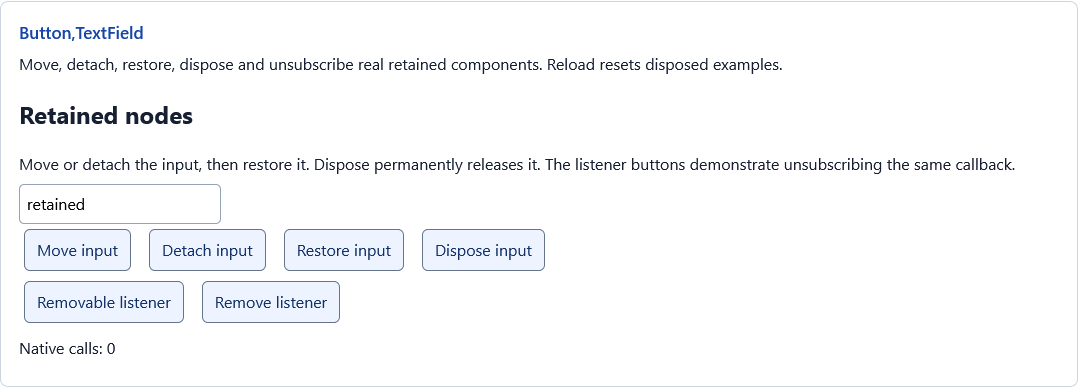 Button,TextField
Move, detach, restore, dispose and unsubscribe real retained components. Reload resets disposed examples.
Retained nodes
Move or detach the input, then restore it. Dispose permanently releases it. The listener buttons demonstrate unsubscribing the same callback.
retained
Move input Detach input Restore input Dispose input
Removable listener Remove listener
Native calls: 0